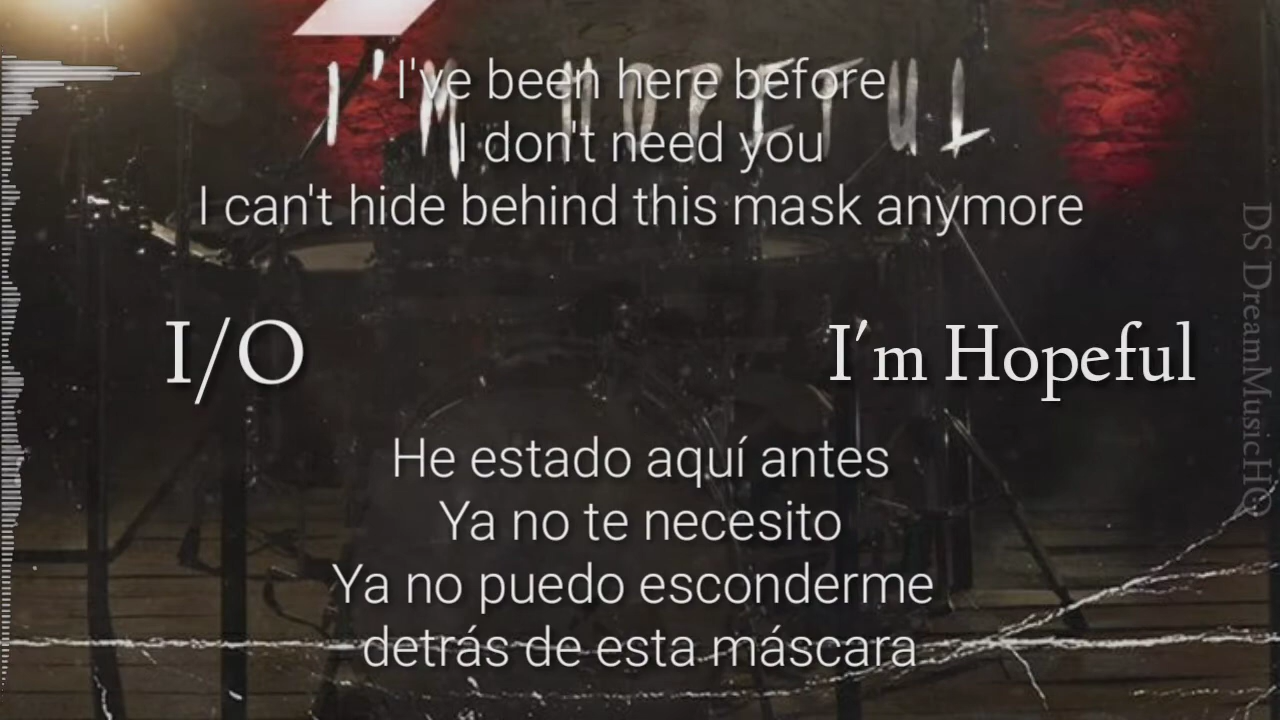 I'M HOPEFUL
I've been here before
I don't need you
I can't hide behind this mask anymore
I/O
I'm Hopeful
He estado aquí antes
Ya no te necesito
Ya no puedo esconderme
detrás de esta máscara
DS DreamMusicHQ